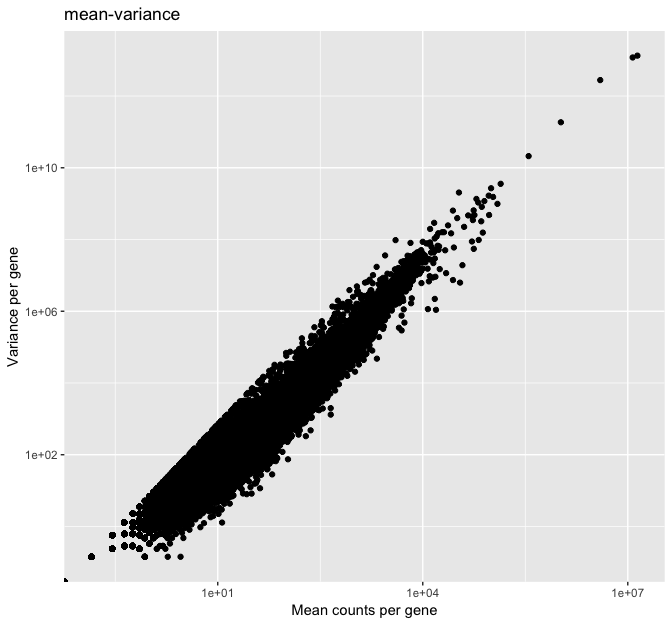 mean-variance
1e+10
1e+06
1e+02
Variance per gene
1e+01
1e+04
1e+07
Mean counts per gene